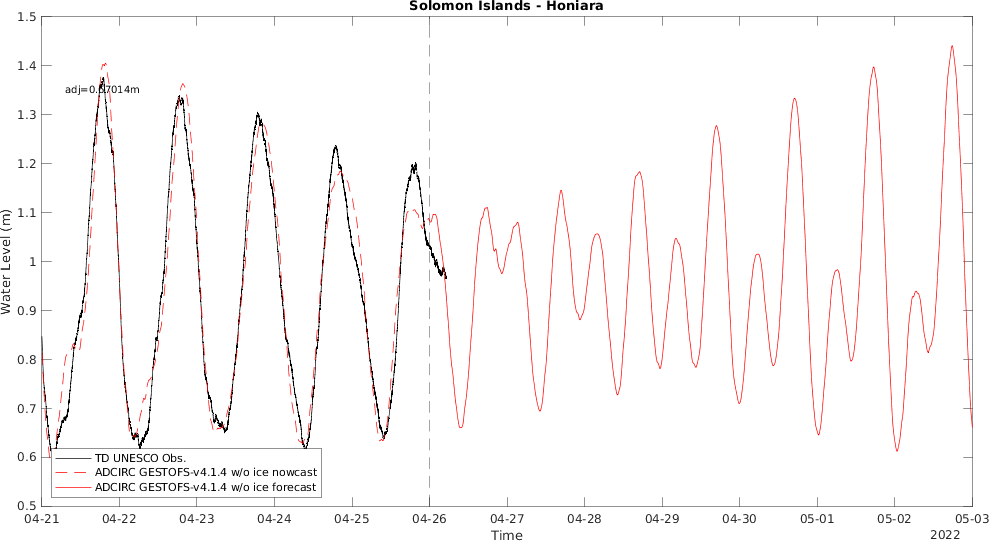 Solomon Islands - Honiara
1.5
1.4
adj=0.67014m
1.3
1.2
1.1
1
0.9
0.8
0.7
0.6
0.5
Water Level (m)
TD UNESCO Obs.
ADCIRC GESTOFS-v4.1.4 w/o ice nowcast
ADCIRC GESTOFS-v4.1.4 w/o ice forecast
04-21 04-22 04-23 04-24 04-25 04-26 04-27 04-28 04-29 04-30 05-01 05-02 05-03
Time
2022